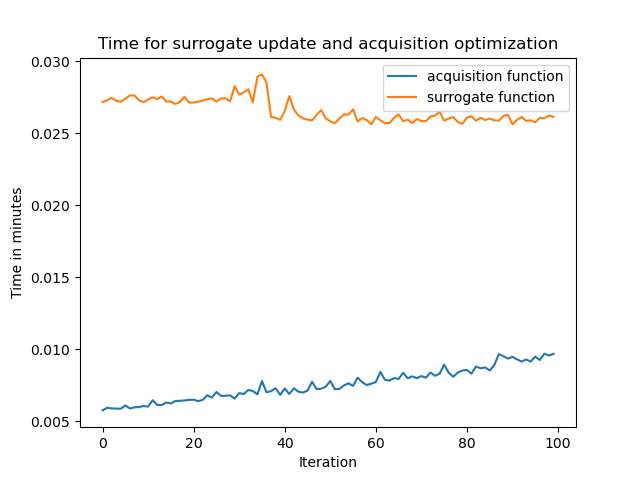 Time for surrogate update and acquisition optimization
acquisition function
surrogate function
Time in minutes
0.030
0.025
0.020
0.015
0.010
0.005
0 20 40 60 80 100
Iteration